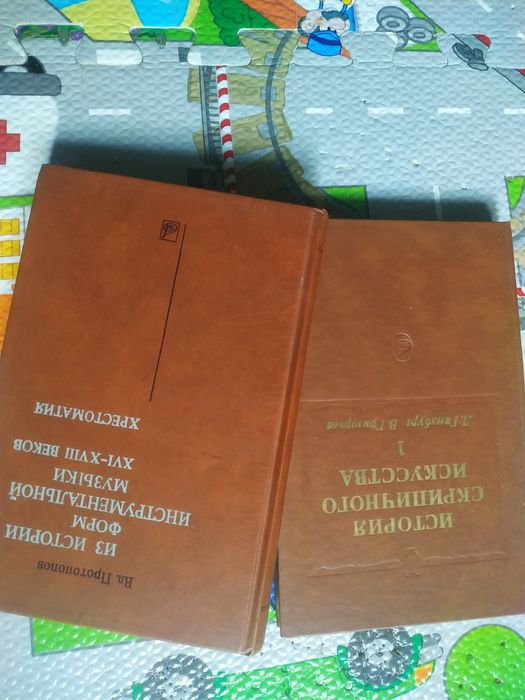 Вл. Протопопов
ИЗ ИСТОРИИ
ФОРМ
ИНСТРУМЕНТАЛЬНОЙ
МУЗЫКИ
XVI-XVIII ВЕКОВ
ХРЕСТОМАТИЯ
ИСТОРИЯ
СКРИПИЧНОГО
ИСКУССТВА
1
Л. Гинзбург В. Григорьев